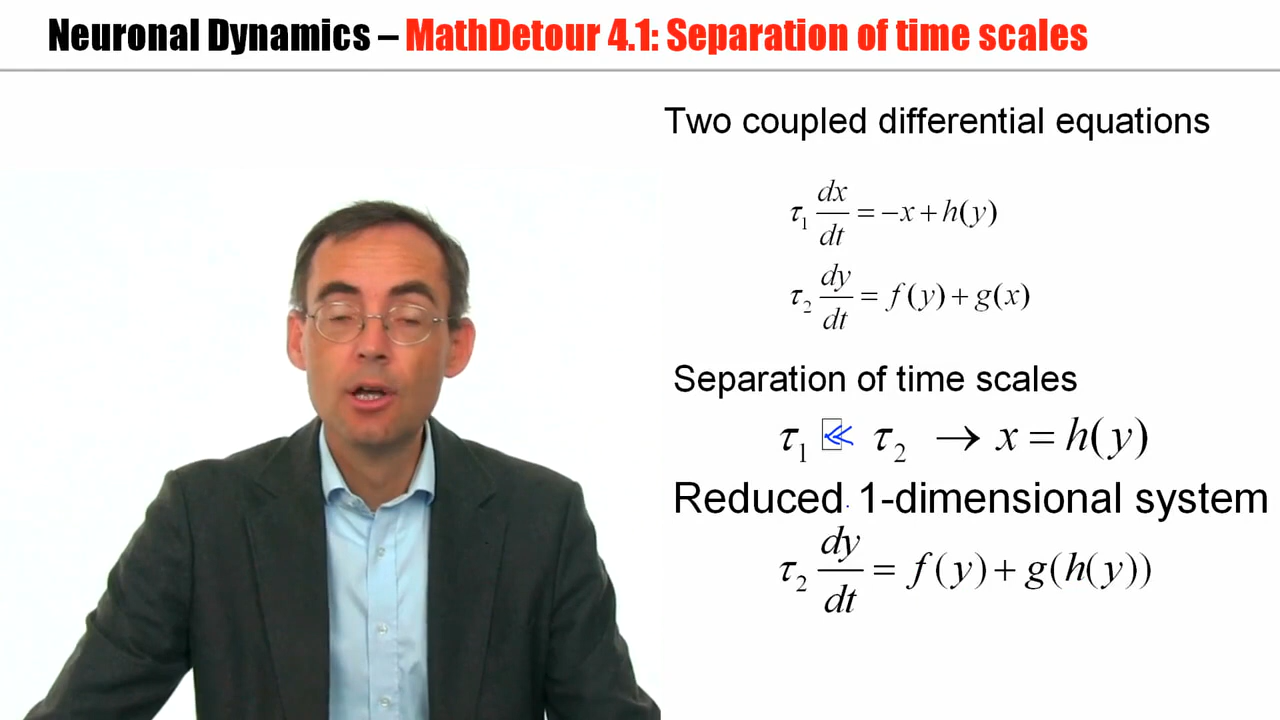 Neuronal Dynamics – MathDetour 4.1: Separation of time scales
Two coupled differential equations
τ₁ dx/dt = −x + h(y)
τ₂ dy/dt = f(y) + g(x)
Separation of time scales
τ₁ ≪ τ₂ → x = h(y)
Reduced 1-dimensional system
τ₂ dy/dt = f(y) + g(h(y))